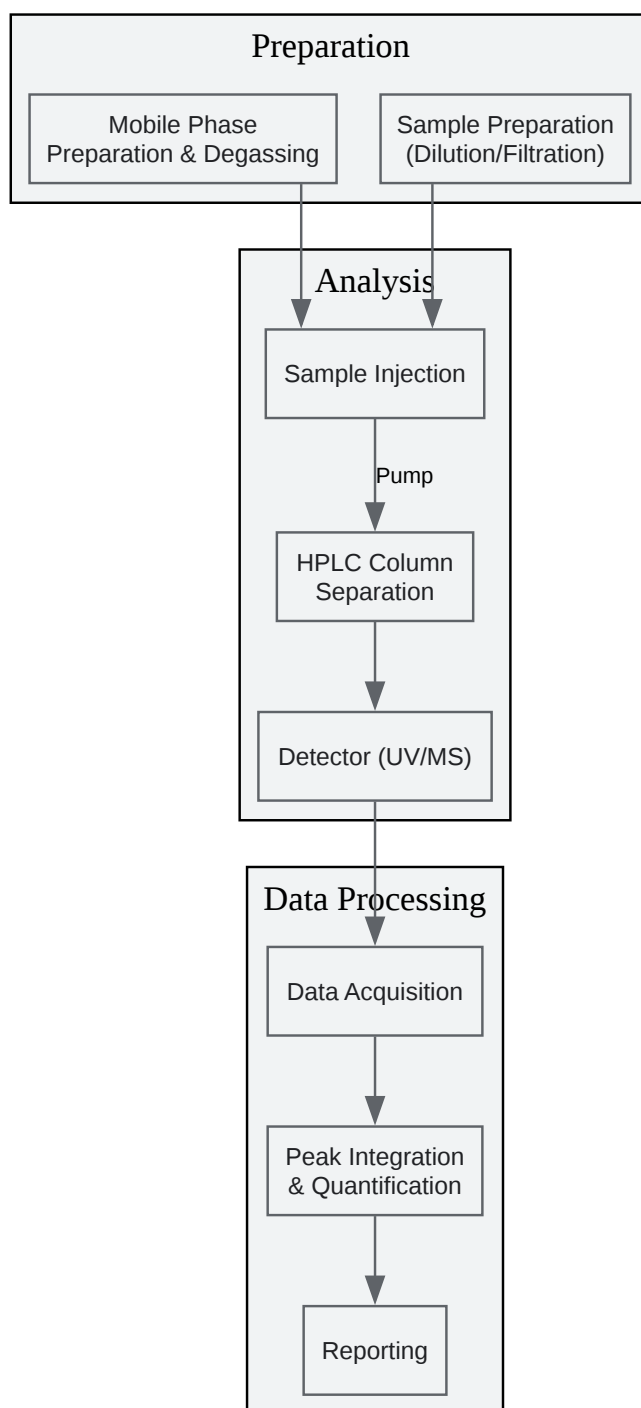 Preparation
Mobile Phase
Preparation & Degassing
Sample Preparation
(Dilution/Filtration)
Analysis
Sample Injection
Pump
HPLC Column
Separation
Detector (UV/MS)
Data Processing
Data Acquisition
Peak Integration
& Quantification
Reporting